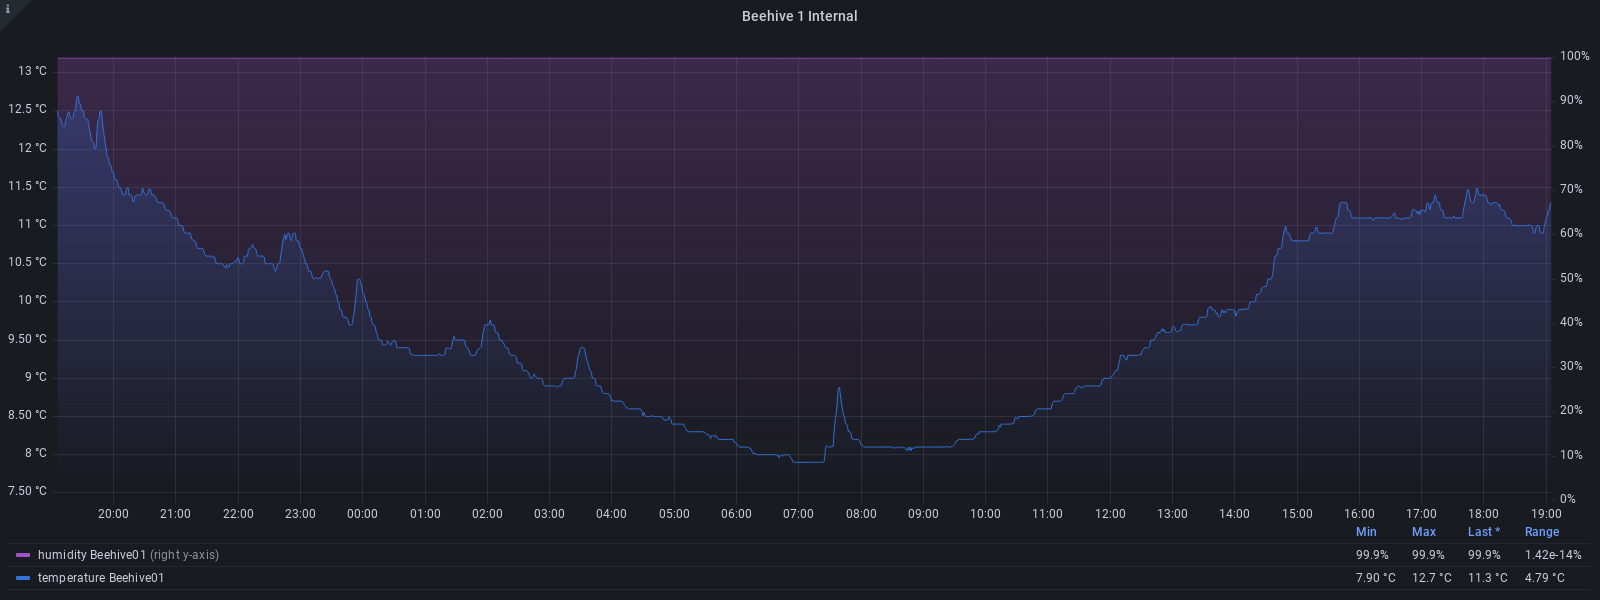 i
Beehive 1 Internal
13 °C
12.5 °C
12 °C
11.5 °C
11 °C
10.5 °C
10 °C
9.50 °C
9 °C
8.50 °C
8 °C
7.50 °C
100%
90%
80%
70%
60%
50%
40%
30%
20%
10%
0%
20:00 21:00 22:00 23:00 00:00 01:00 02:00 03:00 04:00 05:00 06:00 07:00 08:00 09:00 10:00 11:00 12:00 13:00 14:00 15:00 16:00 17:00 18:00 19:00
Min Max Last * Range
humidity Beehive01 (right y-axis) 99.9% 99.9% 99.9% 1.42e-14%
temperature Beehive01 7.90 °C 12.7 °C 11.3 °C 4.79 °C